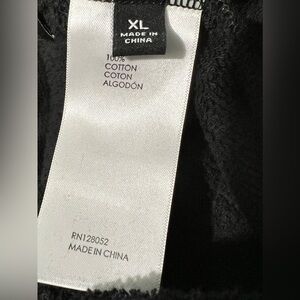 XL
MADE IN
CHINA
100%
COTTON
COTON
ALGODÓN
RN128052
MADE IN CHINA